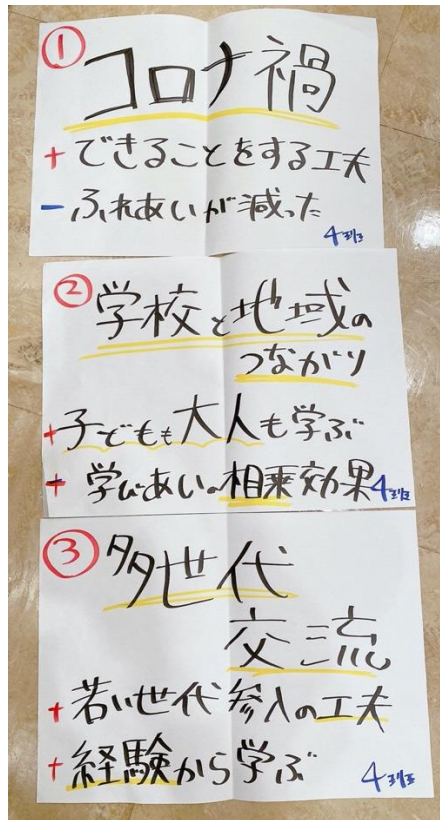 ① コロナ禍
+ できることをする工夫
- ふれあいが減った
4班
② 学校と地域の
つながり
+ 子どもも大人も学ぶ
+ 学びあいの相乗効果 4班
③ 多世代
交流
+ 若い世代参入の工夫
+ 経験から学ぶ
4班